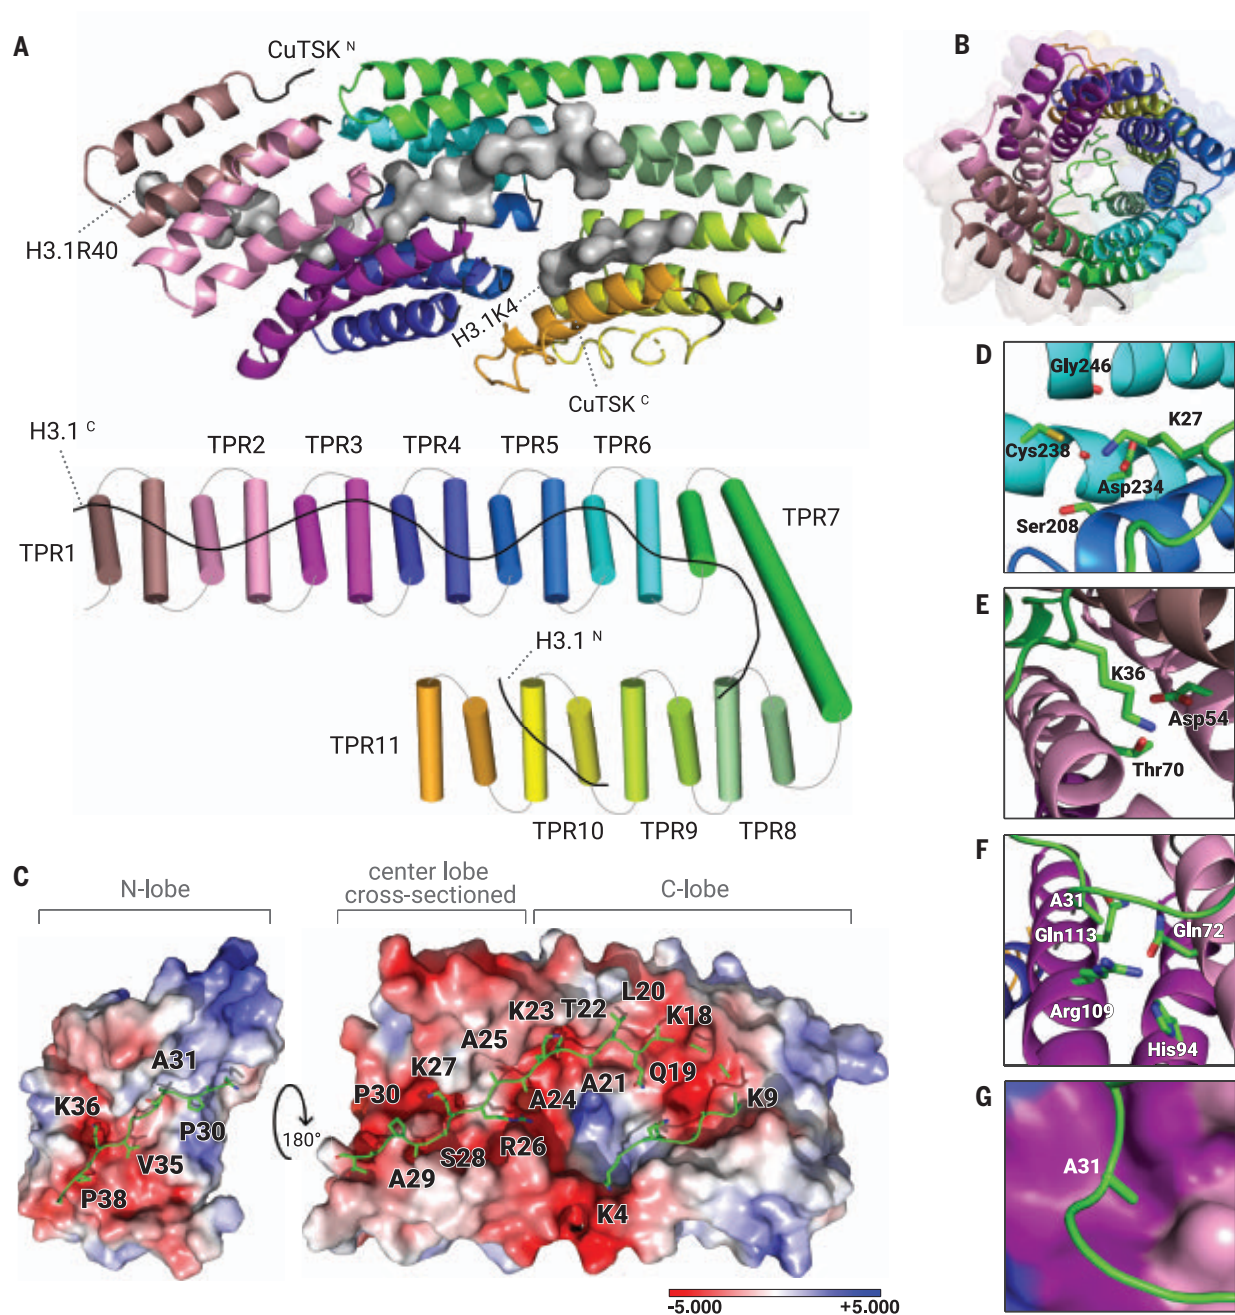 A
CuTSK N
H3.1R40
H3.1K4
CuTSK C
B
H3.1 C
TPR2 TPR3 TPR4 TPR5 TPR6
TPR7
TPR1
H3.1 N
TPR11
TPR10 TPR9 TPR8
D
Gly246
K27
Cys238
Asp234
Ser208
E
K36
Asp54
Thr70
F
A31
Gln113 Gln72
Arg109
His94
G
A31
C
N-lobe
center lobe
cross-sectioned
C-lobe
A31
K36
P30
V35
P38
180°
L20
K23 T22 K18
A25
K27
P30
A24 A21 Q19 K9
S28 R26
A29
K4
-5.000 +5.000